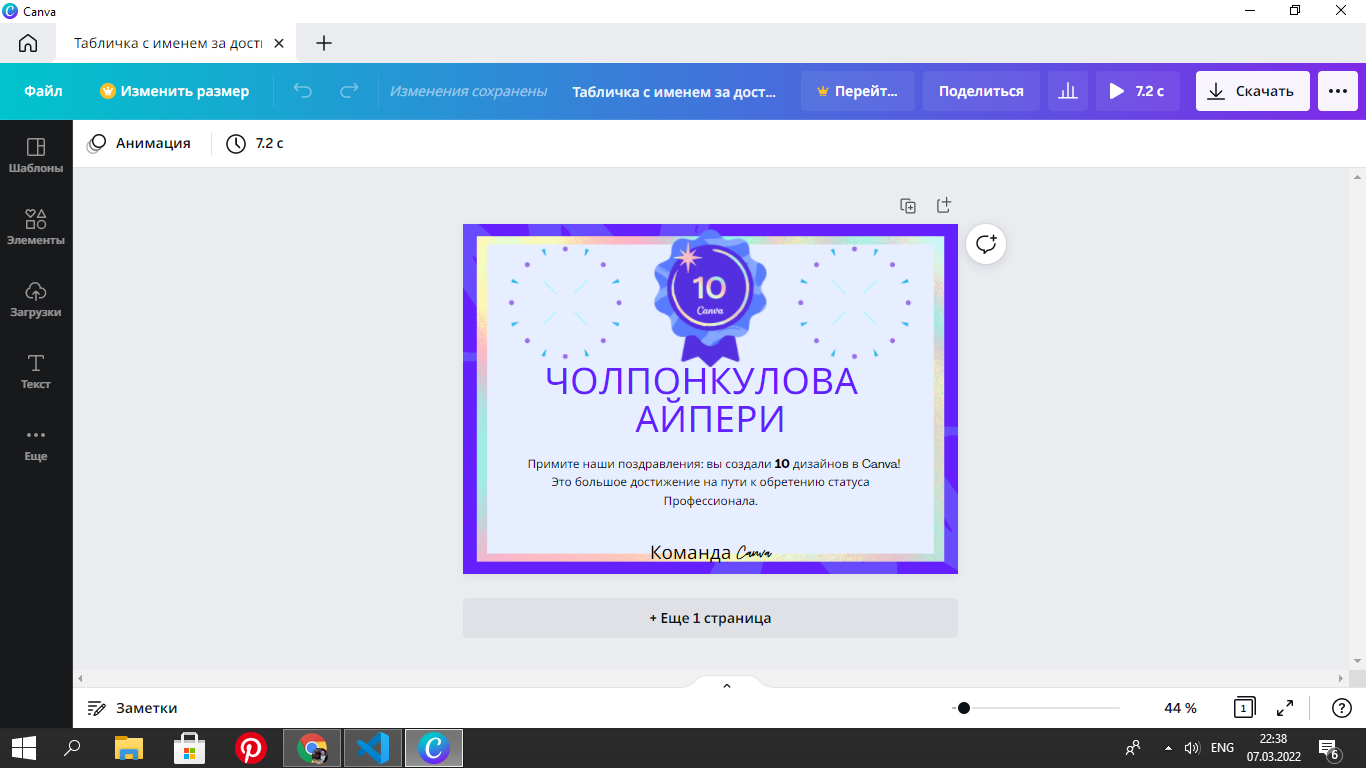 Canva
Табличка с именем за дост
Файл
Изменить размер
Изменения сохранены
Табличка с именем за дост...
Перейт...
Поделиться
7.2 с
Скачать
Шаблоны
Элементы
Загрузки
Текст
Еще
Анимация
7.2 с
10
Canva
ЧОЛПОНКУЛОВА
АЙПЕРИ
Примите наши поздравления: вы создали 10 дизайнов в Canva!
Это большое достижение на пути к обретению статуса
Профессионала.
Команда Canva
+ Еще 1 страница
Заметки
44 %
1
ENG
22:38
07.03.2022
6